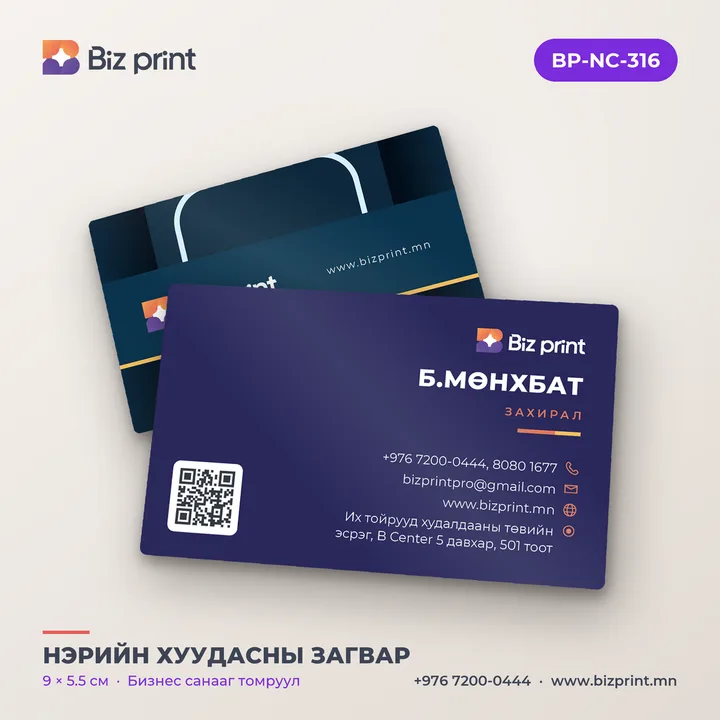 Biz print
BP-NC-316
www.bizprint.mn
Biz print
Б.МӨНХБАТ
ЗАХИРАЛ
+976 7200-0444, 8080 1677
bizprintpro@gmail.com
www.bizprint.mn
Их тойрууд худалдааны төвийн
эсрэг, B Center 5 давхар, 501 тоот
НЭРИЙН ХУУДАСНЫ ЗАГВАР
9 × 5.5 см · Бизнес санааг томруул
+976 7200-0444 · www.bizprint.mn